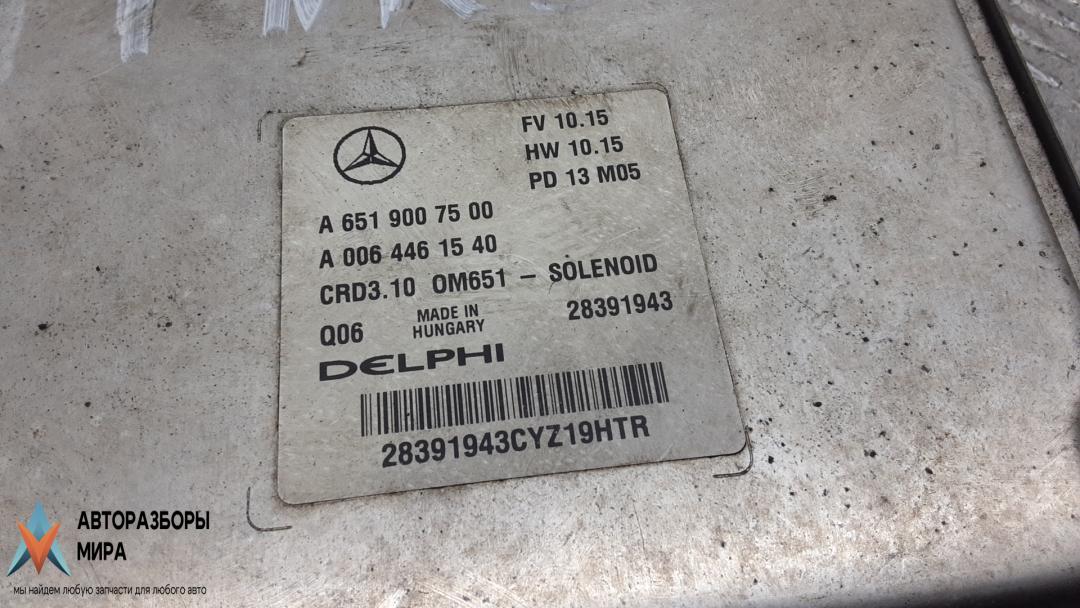 FV 10.15
HW 10.15
PD 13 M05
A 651 900 75 00
A 006 446 15 40
CRD3.10 OM651 – SOLENOID
Q06 MADE IN HUNGARY 28391943
DELPHI
28391943CYZ19HTR
АВТОРАЗБОРЫ
МИРА
мы найдем любую запчасти для любого авто